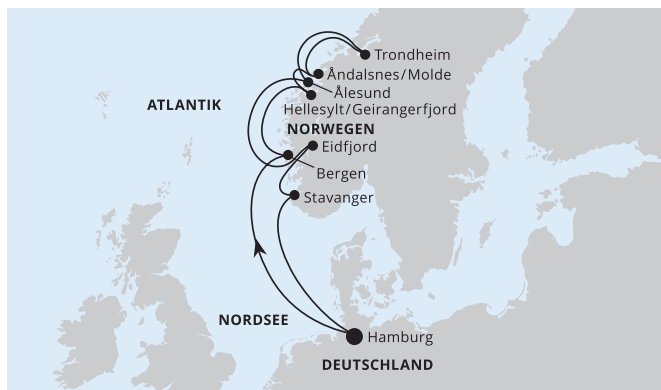 Trondheim
Åndalsnes/Molde
Ålesund
ATLANTIK
Hellesylt/Geirangerfjord
NORWEGEN
Eidfjord
Bergen
Stavanger
NORDSEE
Hamburg
DEUTSCHLAND